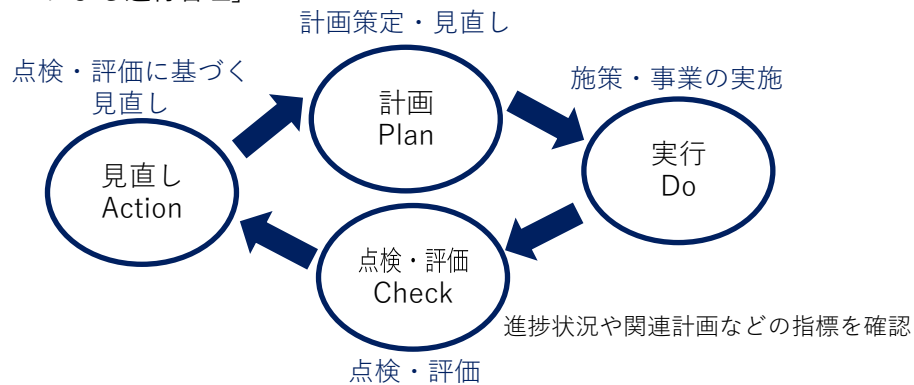 計画策定・見直し
点検・評価に基づく
見直し
施策・事業の実施
計画
Plan
実行
Do
見直し
Action
点検・評価
Check
進捗状況や関連計画などの指標を確認
点検・評価